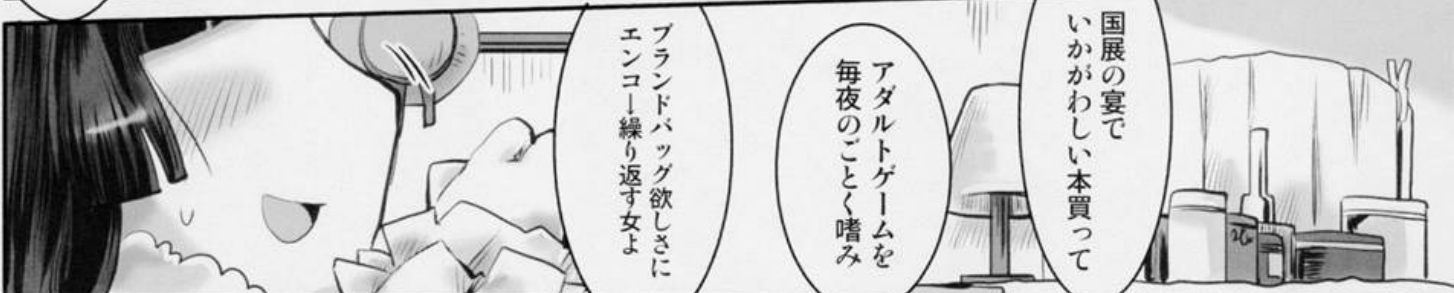 国展の宴で
いかがわしい本買って
アダルトゲームを
毎夜のごとく嗜み
ブランドバッグ欲しさに
エンコー繰り返す女よ